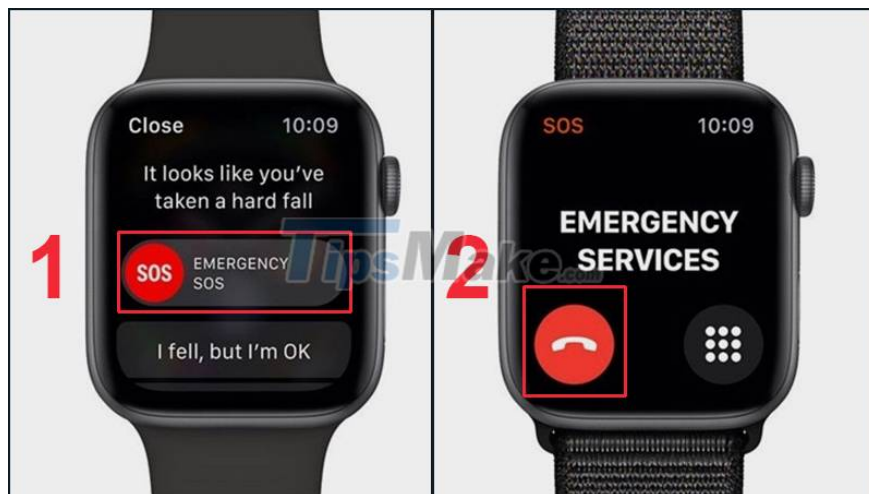 1
Close 10:09
It looks like you've
taken a hard fall
SOS
EMERGENCY
SOS
I fell, but I'm OK
TipsMake.com
2
SOS 10:09
EMERGENCY
SERVICES